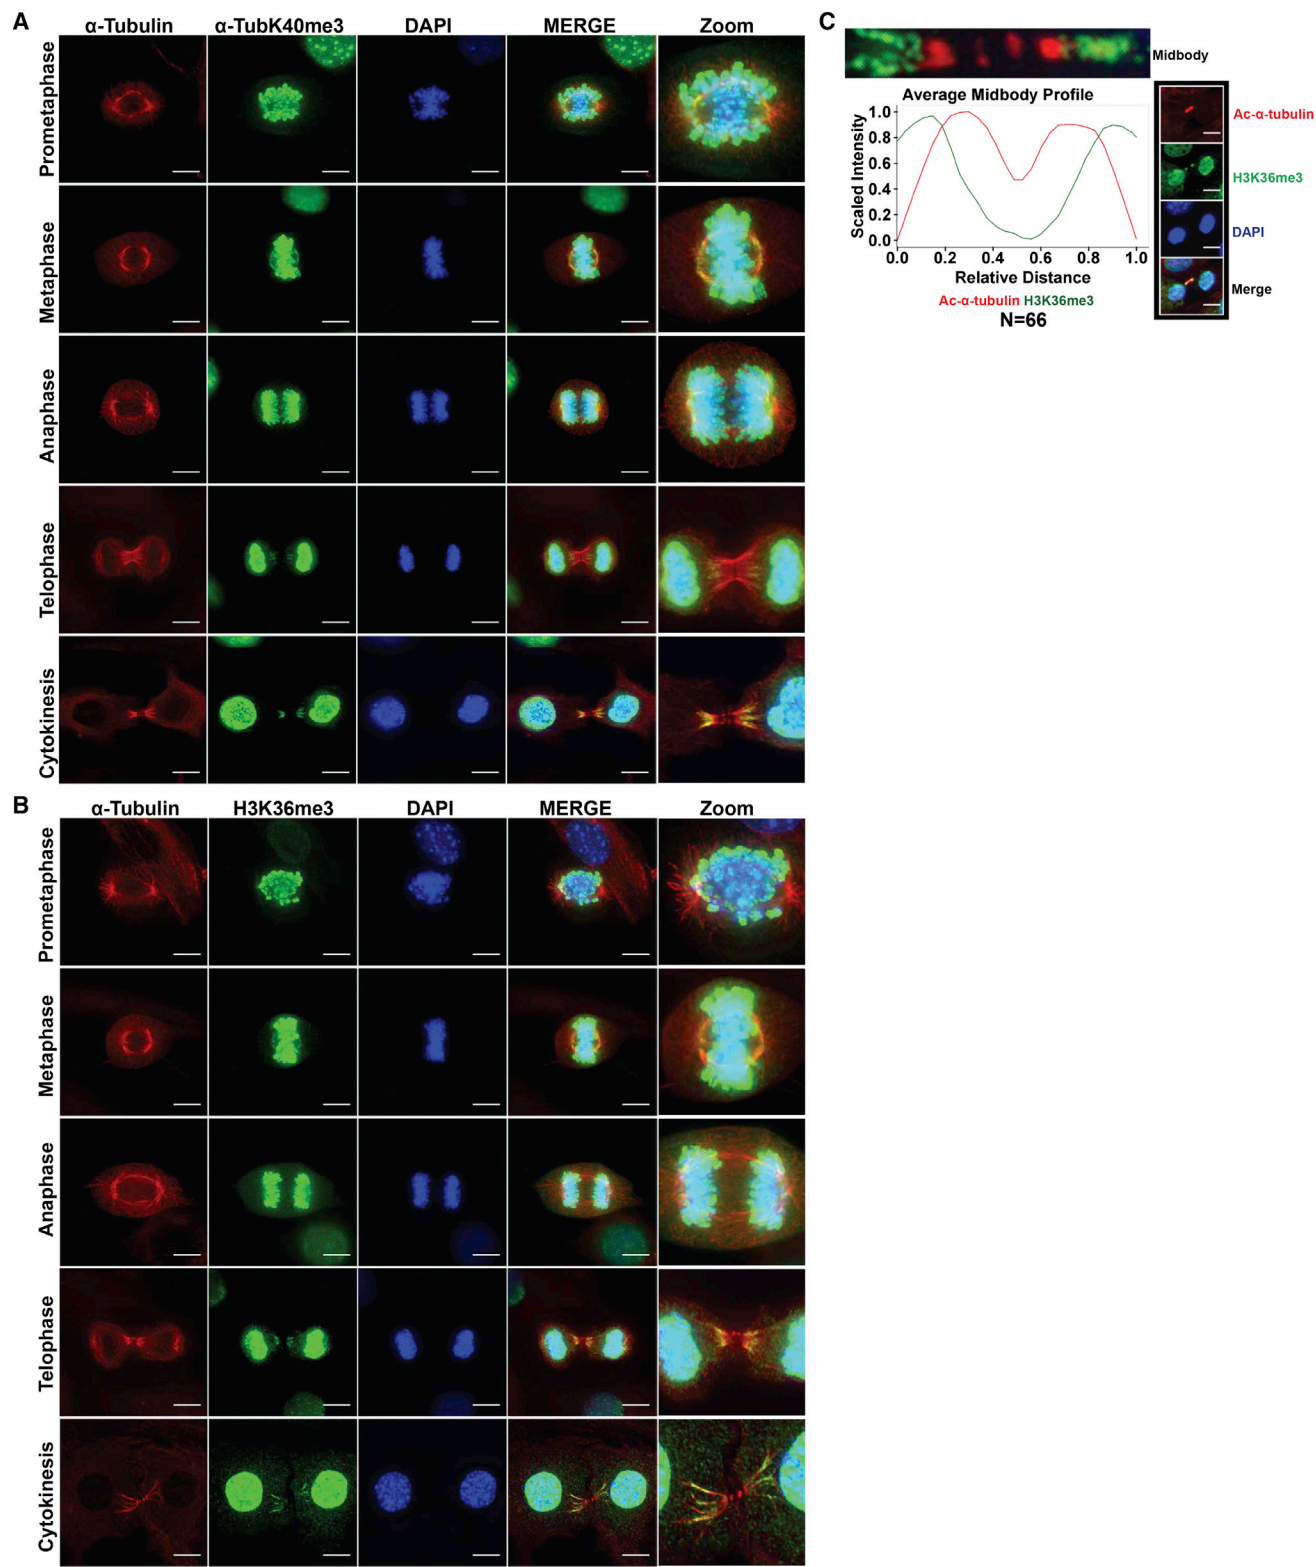 A
α-Tubulin α-TubK40me3 DAPI MERGE Zoom
Prometaphase
Metaphase
Anaphase
Telophase
Cytokinesis
B
α-Tubulin H3K36me3 DAPI MERGE Zoom
Prometaphase
Metaphase
Anaphase
Telophase
Cytokinesis
C
Midbody
Average Midbody Profile
Scaled Intensity
1.0
0.8
0.6
0.4
0.2
0.0
0.0 0.2 0.4 0.6 0.8 1.0
Relative Distance
Ac-α-tubulin H3K36me3
N=66
Ac-α-tubulin
H3K36me3
DAPI
Merge